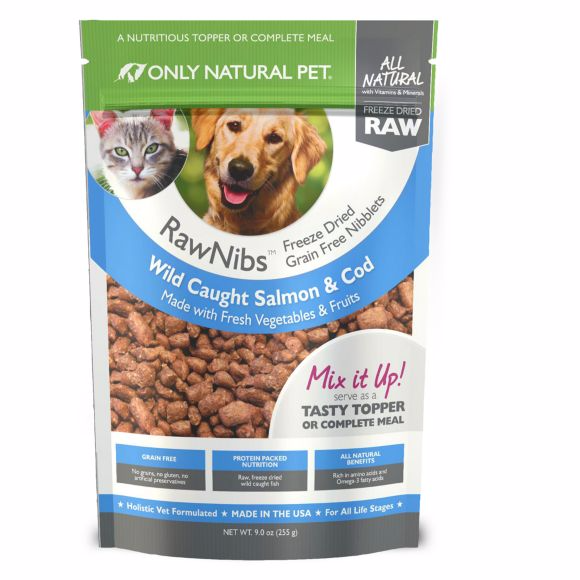 A NUTRITIOUS TOPPER OR COMPLETE MEAL
ONLY NATURAL PET®
ALL
NATURAL
with Vitamins & Minerals
FREEZE DRIED
RAW
RawNibs™
Freeze Dried
Grain Free Nibblets
Wild Caught Salmon & Cod
Made with Fresh Vegetables & Fruits
Mix it Up!
serve as a
TASTY TOPPER
OR COMPLETE MEAL
GRAIN FREE
No grains, no gluten, no
artificial preservatives
PROTEIN PACKED
NUTRITION
Raw, freeze dried
wild caught fish
ALL NATURAL
BENEFITS
Rich in amino acids and
Omega-3 fatty acids
★ Holistic Vet Formulated ★ MADE IN THE USA ★ For All Life Stages ★
NET WT. 9.0 oz (255 g)